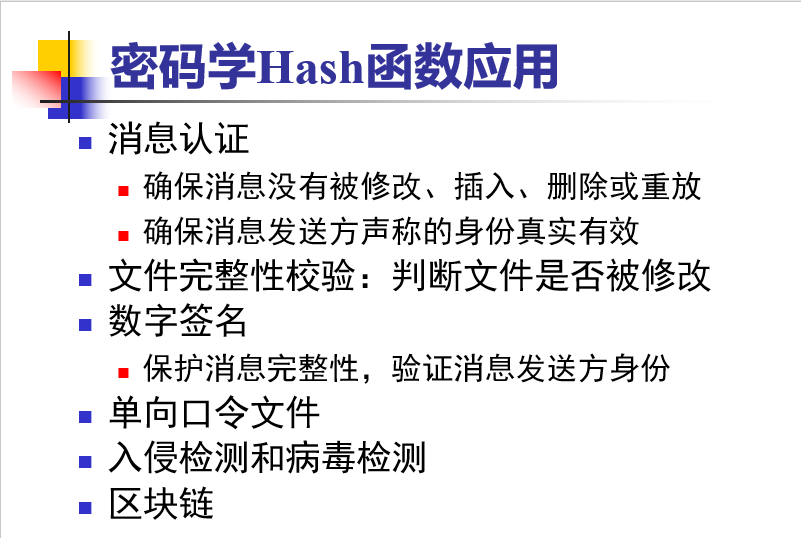 密码学Hash函数应用
消息认证
确保消息没有被修改、插入、删除或重放
确保消息发送方声称的身份真实有效
文件完整性校验：判断文件是否被修改
数字签名
保护消息完整性，验证消息发送方身份
单向口令文件
入侵检测和病毒检测
区块链